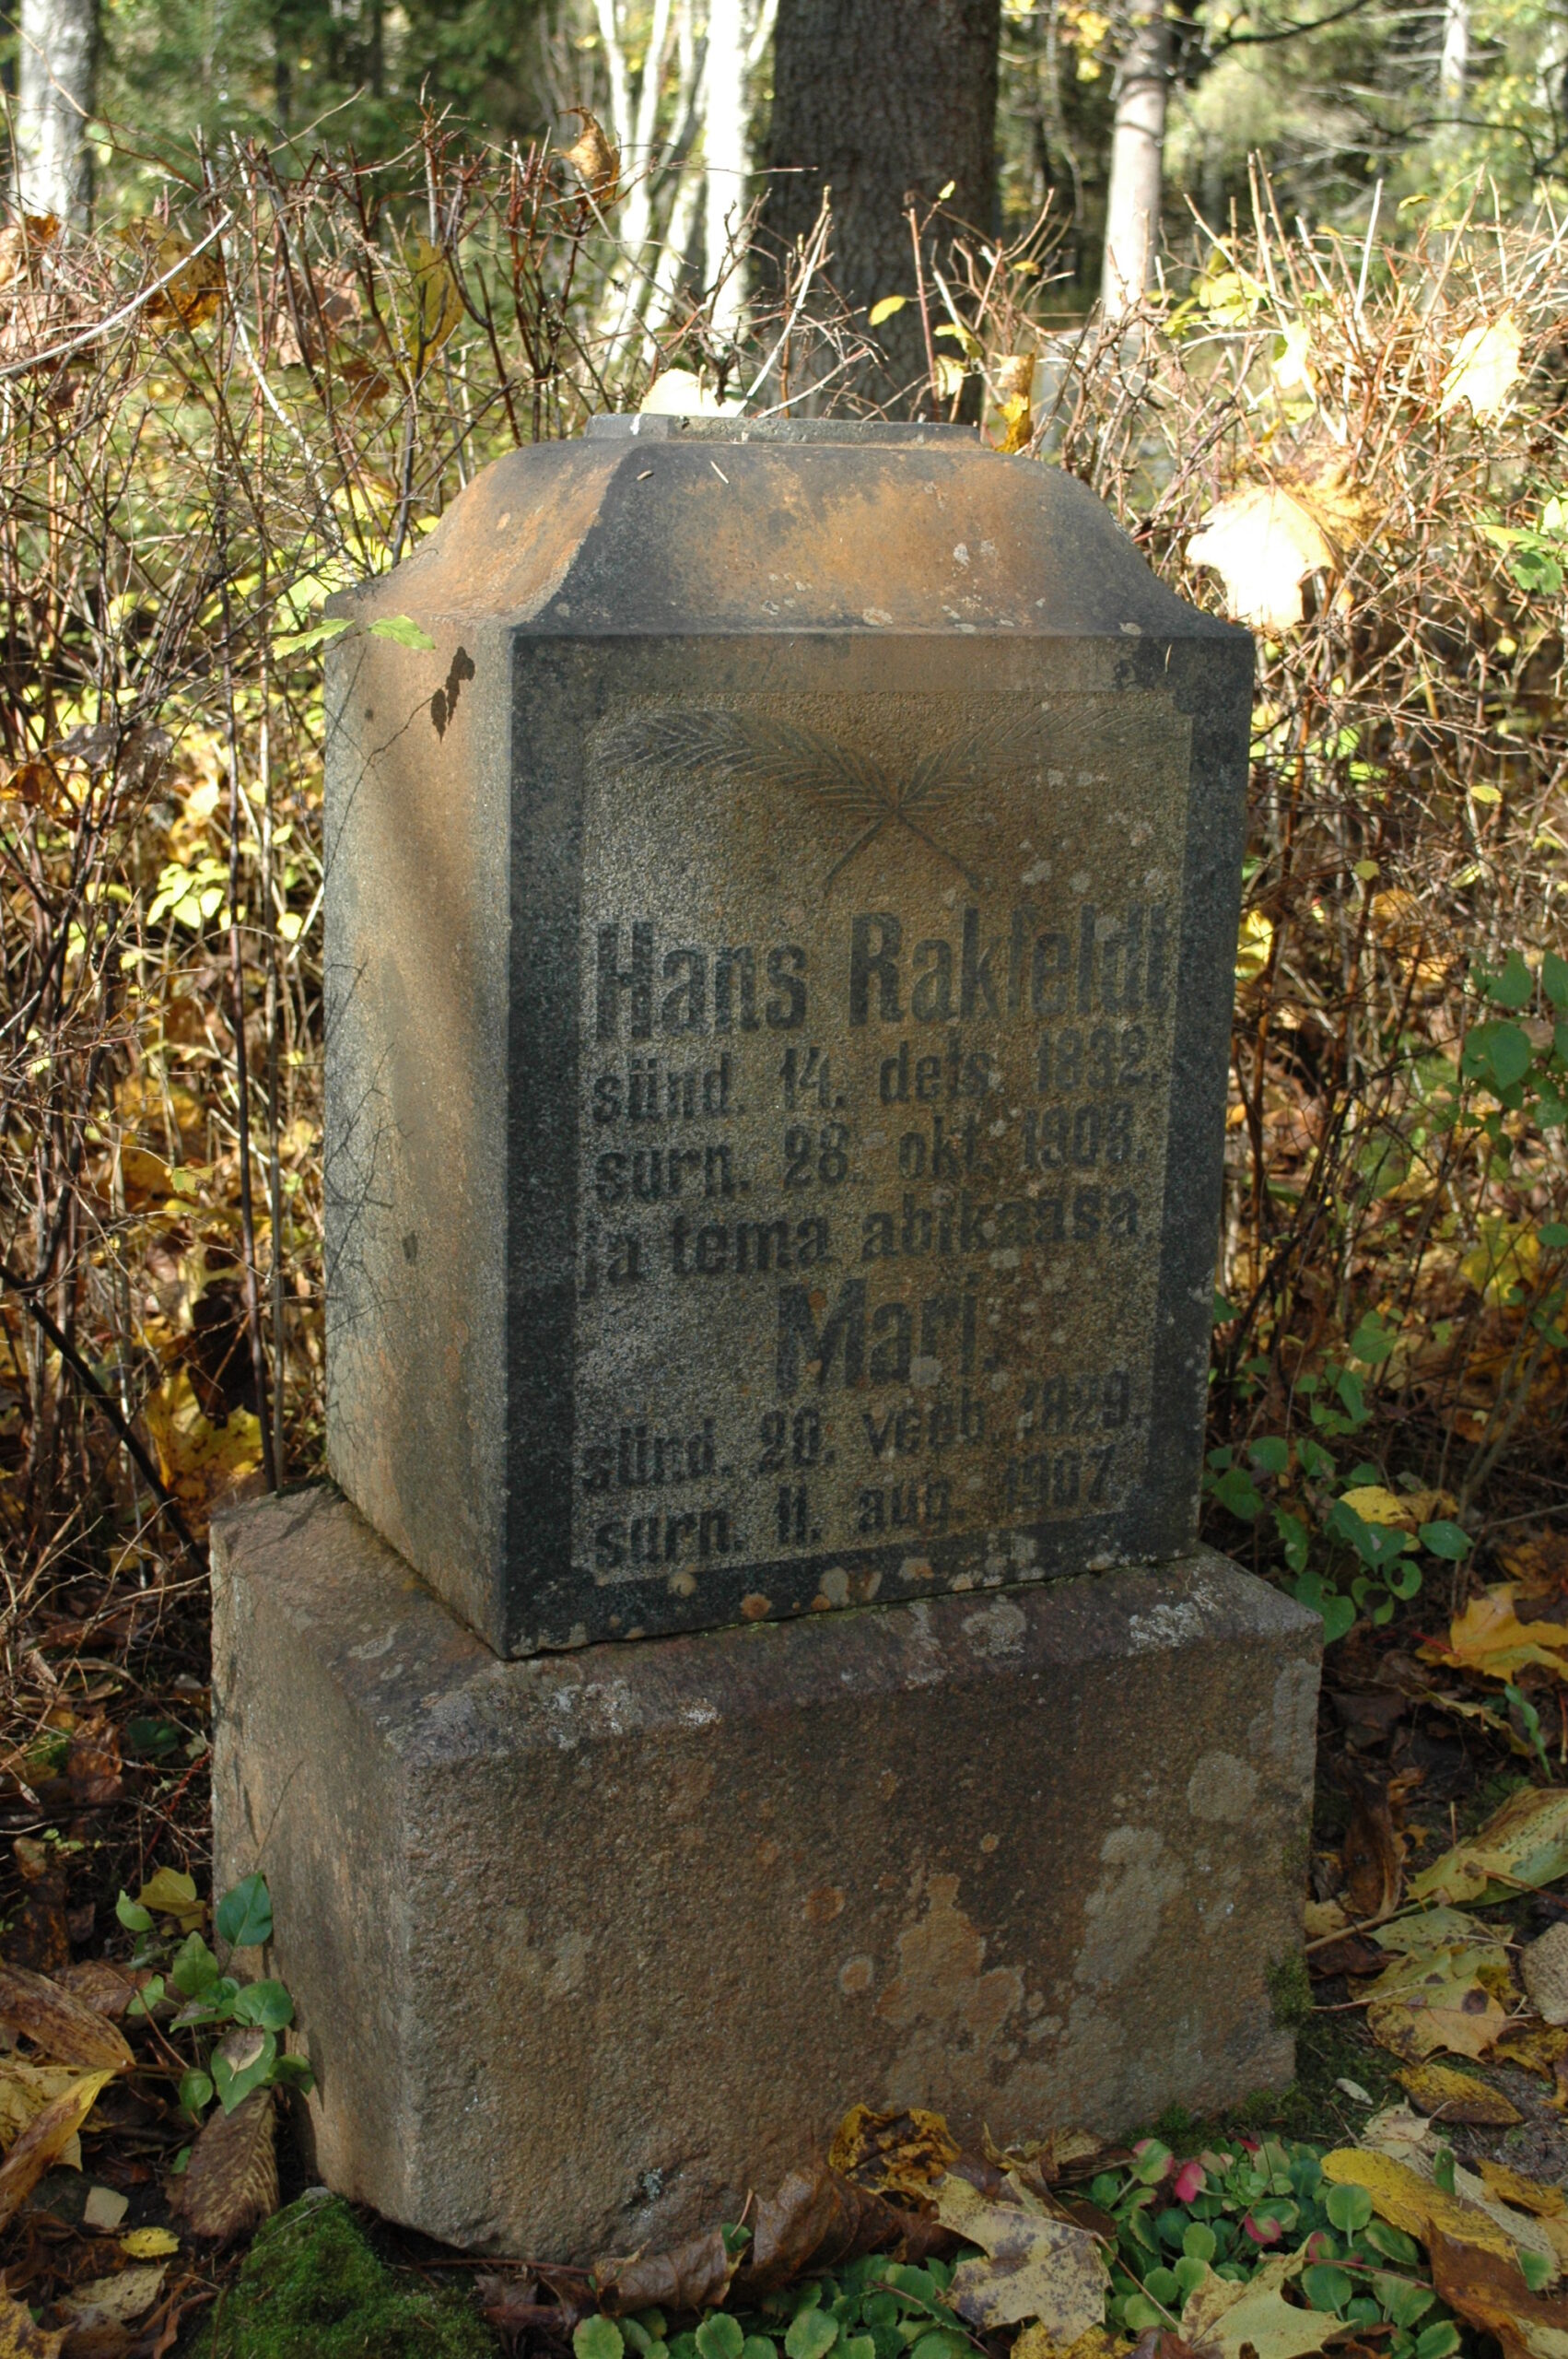 Hans Rakfeldt
sünd. 14. dets. 1832.
surn. 28. okt. 1903.
ja tema abikaasa.
Mari.
sünd. 20. veeb. 1829.
surn. 11. aug. 1907.